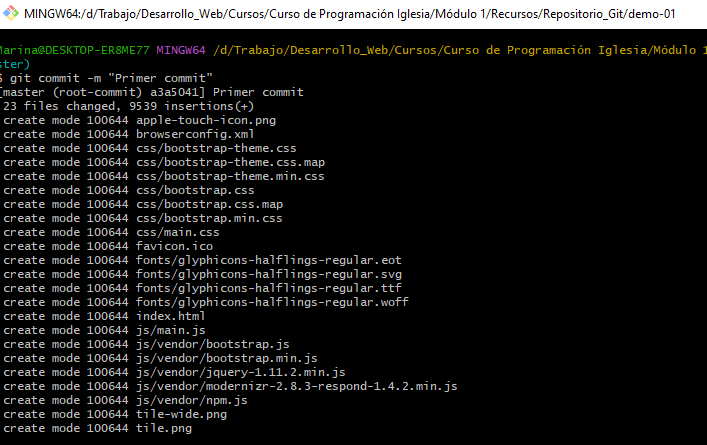 MINGW64:/d/Trabajo/Desarrollo_Web/Cursos/Curso de Programación Iglesia/Módulo 1/Recursos/Repositorio_Git/demo-01
Marina@DESKTOP-ER8ME77 MINGW64 /d/Trabajo/Desarrollo_Web/Cursos/Curso de Programación Iglesia/Módulo 1
ster)
$ git commit -m "Primer commit"
[master (root-commit) a3a5041] Primer commit
23 files changed, 9539 insertions(+)
create mode 100644 apple-touch-icon.png
create mode 100644 browserconfig.xml
create mode 100644 css/bootstrap-theme.css
create mode 100644 css/bootstrap-theme.css.map
create mode 100644 css/bootstrap-theme.min.css
create mode 100644 css/bootstrap.css
create mode 100644 css/bootstrap.css.map
create mode 100644 css/bootstrap.min.css
create mode 100644 css/main.css
create mode 100644 favicon.ico
create mode 100644 fonts/glyphicons-halflings-regular.eot
create mode 100644 fonts/glyphicons-halflings-regular.svg
create mode 100644 fonts/glyphicons-halflings-regular.ttf
create mode 100644 fonts/glyphicons-halflings-regular.woff
create mode 100644 index.html
create mode 100644 js/main.js
create mode 100644 js/vendor/bootstrap.js
create mode 100644 js/vendor/bootstrap.min.js
create mode 100644 js/vendor/jquery-1.11.2.min.js
create mode 100644 js/vendor/modernizr-2.8.3-respond-1.4.2.min.js
create mode 100644 js/vendor/npm.js
create mode 100644 tile-wide.png
create mode 100644 tile.png